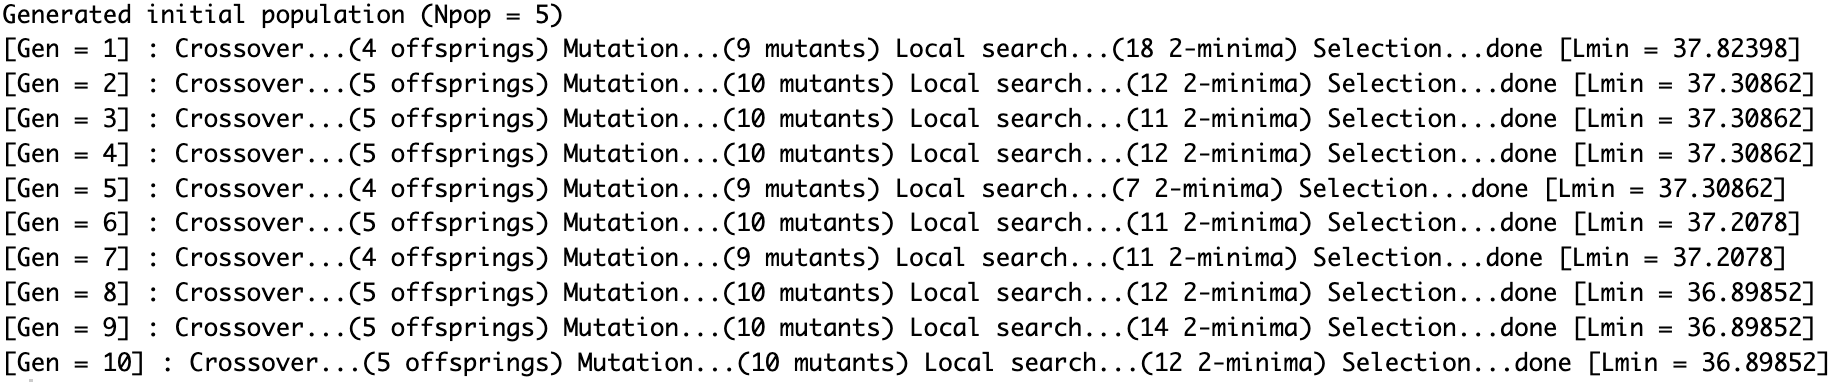 Generated initial population (Npop = 5)
[Gen = 1] : Crossover...(4 offsprings) Mutation...(9 mutants) Local search...(18 2-minima) Selection...done [Lmin = 37.82398]
[Gen = 2] : Crossover...(5 offsprings) Mutation...(10 mutants) Local search...(12 2-minima) Selection...done [Lmin = 37.30862]
[Gen = 3] : Crossover...(5 offsprings) Mutation...(10 mutants) Local search...(11 2-minima) Selection...done [Lmin = 37.30862]
[Gen = 4] : Crossover...(5 offsprings) Mutation...(10 mutants) Local search...(12 2-minima) Selection...done [Lmin = 37.30862]
[Gen = 5] : Crossover...(4 offsprings) Mutation...(9 mutants) Local search...(7 2-minima) Selection...done [Lmin = 37.30862]
[Gen = 6] : Crossover...(5 offsprings) Mutation...(10 mutants) Local search...(11 2-minima) Selection...done [Lmin = 37.2078]
[Gen = 7] : Crossover...(4 offsprings) Mutation...(9 mutants) Local search...(11 2-minima) Selection...done [Lmin = 37.2078]
[Gen = 8] : Crossover...(5 offsprings) Mutation...(10 mutants) Local search...(12 2-minima) Selection...done [Lmin = 36.89852]
[Gen = 9] : Crossover...(5 offsprings) Mutation...(10 mutants) Local search...(14 2-minima) Selection...done [Lmin = 36.89852]
[Gen = 10] : Crossover...(5 offsprings) Mutation...(10 mutants) Local search...(12 2-minima) Selection...done [Lmin = 36.89852]